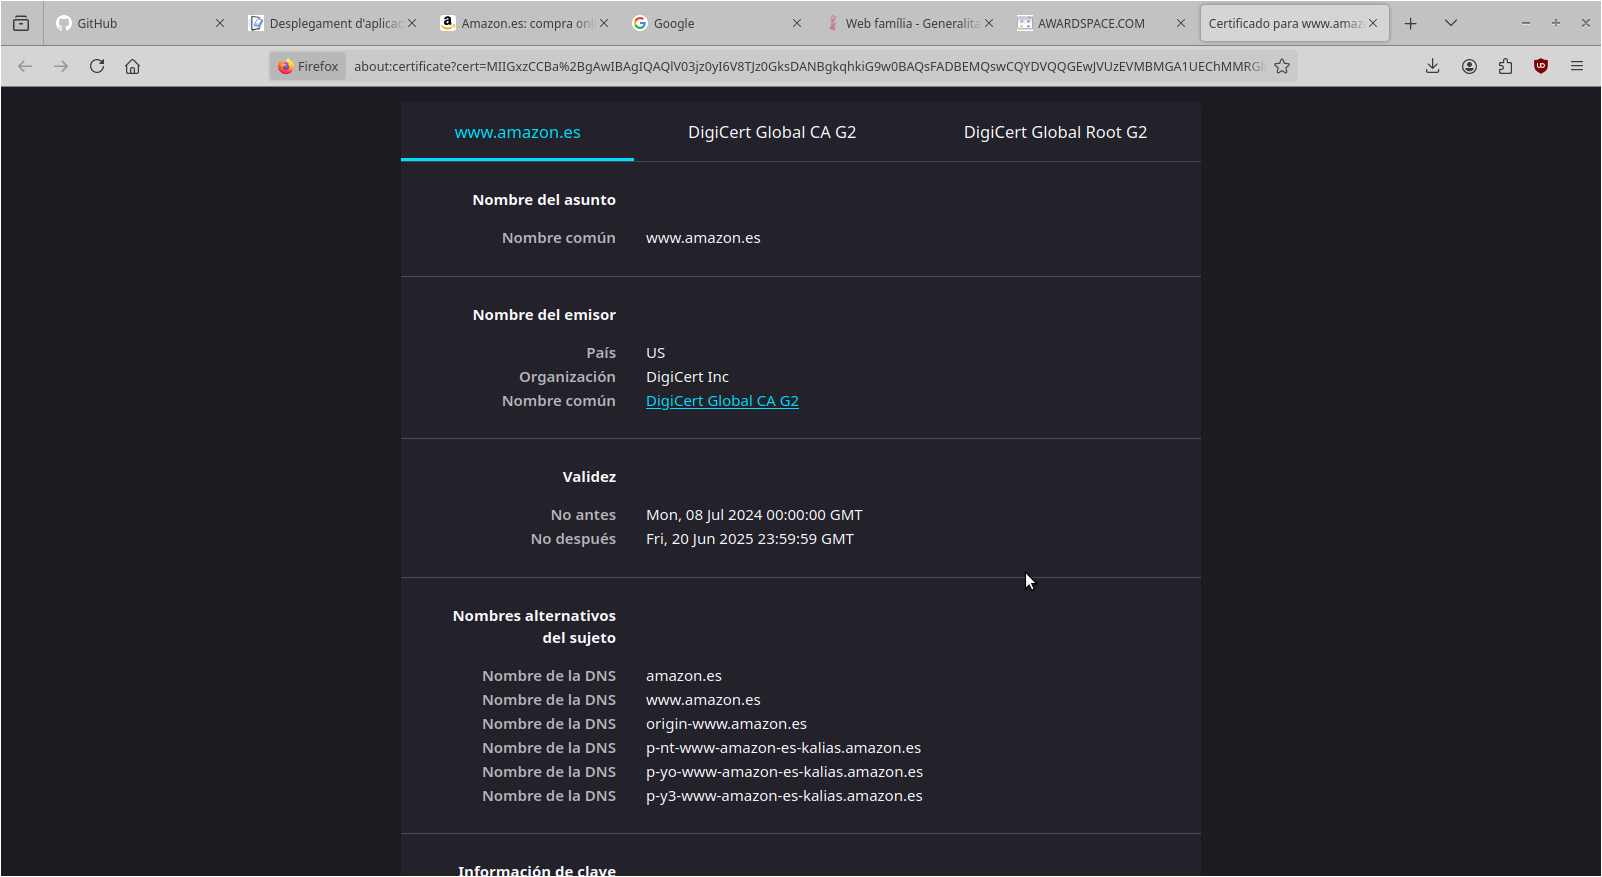 GitHub
Desplegament d'aplicac
Amazon.es: compra onl
Google
Web família - Generalita
AWARDSPACE.COM
Certificado para www.amaz
Firefox
about:certificate?cert=MIIGxzCCBa%2BgAwIBAgIQAQlV03jz0yI6V8TJz0GksDANBgkqhkiG9w0BAQsFADBEMQswCQYDVQQGEwJVUzEVMBMGA1UEChMMRGl
www.amazon.es
DigiCert Global CA G2
DigiCert Global Root G2
Nombre del asunto
Nombre común www.amazon.es
Nombre del emisor
País US
Organización DigiCert Inc
Nombre común DigiCert Global CA G2
Validez
No antes Mon, 08 Jul 2024 00:00:00 GMT
No después Fri, 20 Jun 2025 23:59:59 GMT
Nombres alternativos
del sujeto
Nombre de la DNS amazon.es
Nombre de la DNS www.amazon.es
Nombre de la DNS origin-www.amazon.es
Nombre de la DNS p-nt-www-amazon-es-kalias.amazon.es
Nombre de la DNS p-yo-www-amazon-es-kalias.amazon.es
Nombre de la DNS p-y3-www-amazon-es-kalias.amazon.es
Información de clave